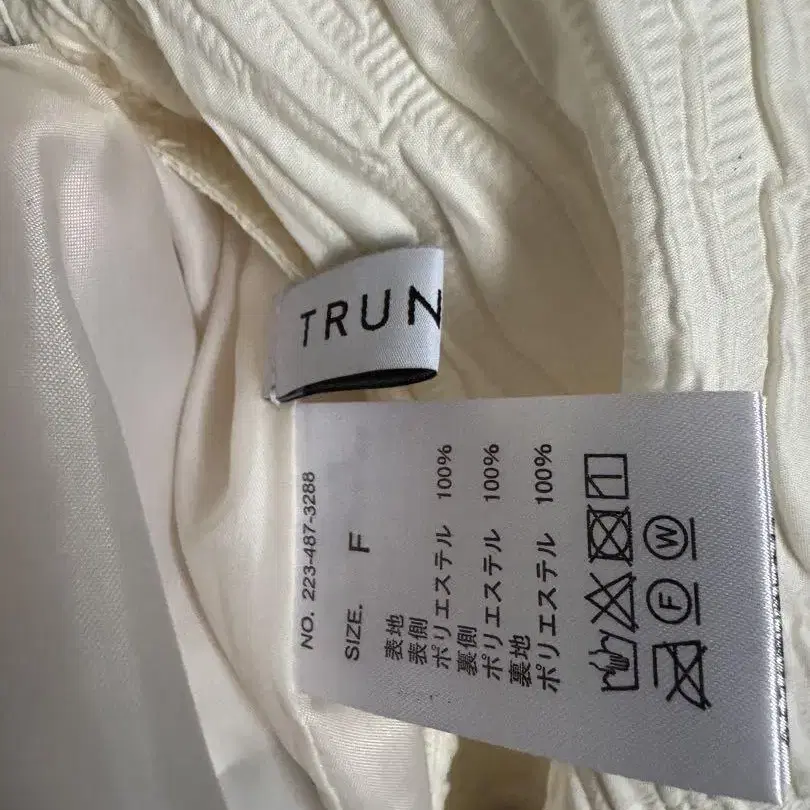 TRUN
NO. 223-487-3288
SIZE. F
表地
表側
ポリエステル 100%
裏側
ポリエステル 100%
裏地
ポリエステル 100%
F W